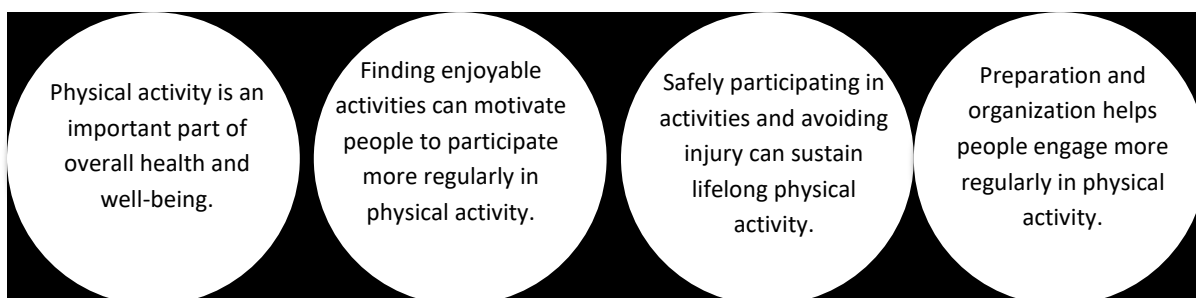 Physical activity is an
important part of
overall health and
well-being.
Finding enjoyable
activities can motivate
people to participate
more regularly in
physical activity.
Safely participating in
activities and avoiding
injury can sustain
lifelong physical
activity.
Preparation and
organization helps
people engage more
regularly in physical
activity.